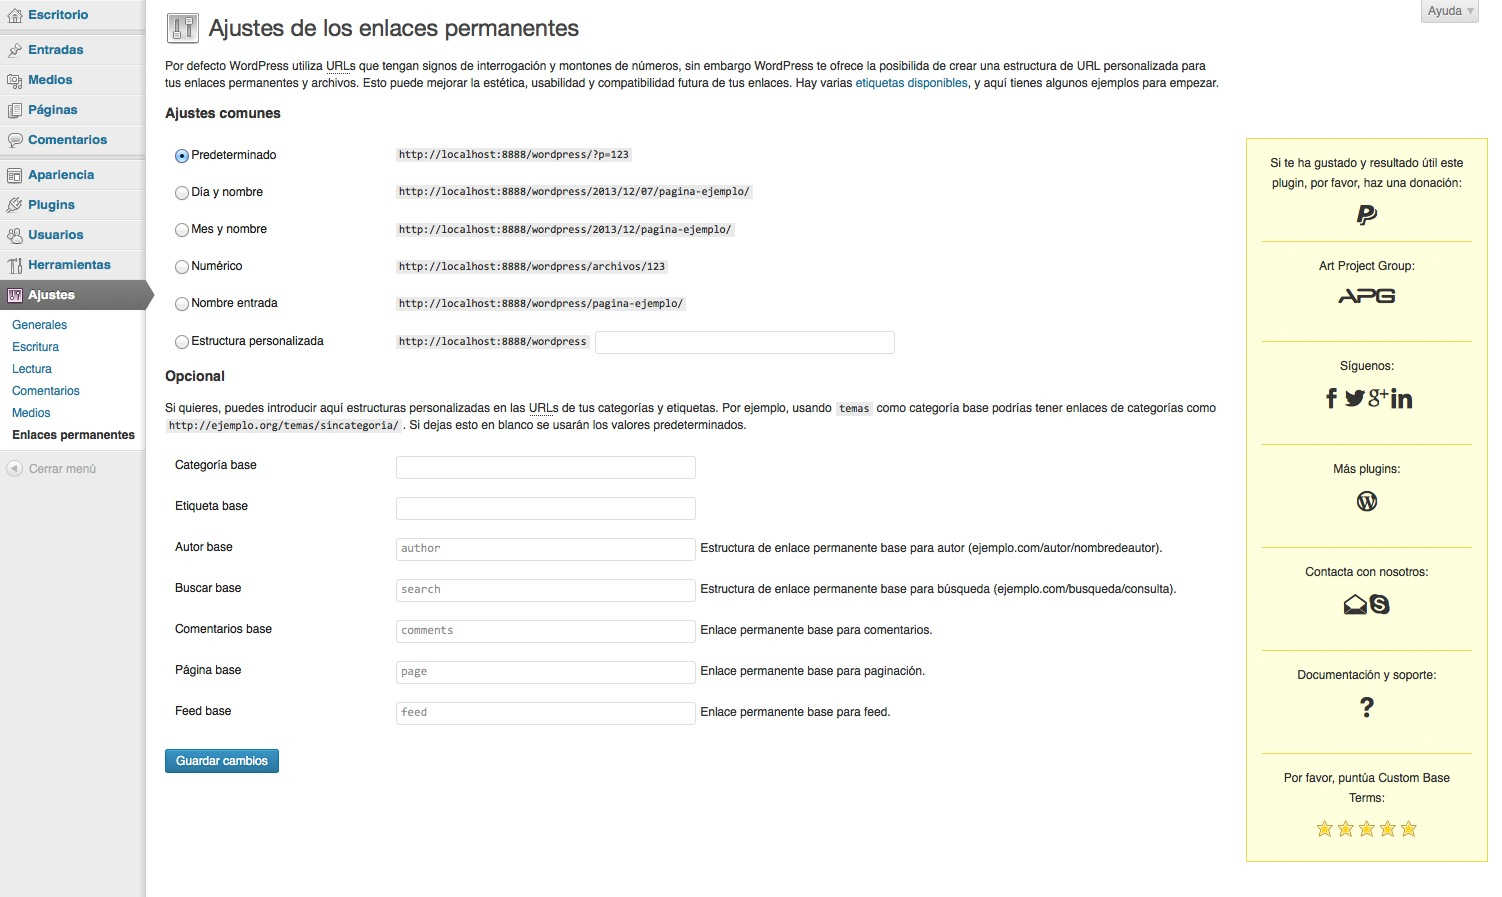 Escritorio
Entradas
Medios
Páginas
Comentarios
Apariencia
Plugins
Usuarios
Herramientas
Ajustes
Generales
Escritura
Lectura
Comentarios
Medios
Enlaces permanentes
Cerrar menú
Ayuda
Ajustes de los enlaces permanentes
Por defecto WordPress utiliza URLs que tengan signos de interrogación y montones de números, sin embargo WordPress te ofrece la posibilida de crear una estructura de URL personalizada para
tus enlaces permanentes y archivos. Esto puede mejorar la estética, usabilidad y compatibilidad futura de tus enlaces. Hay varias etiquetas disponibles, y aquí tienes algunos ejemplos para empezar.
Ajustes comunes
Predeterminado http://localhost:8888/wordpress/?p=123
Día y nombre http://localhost:8888/wordpress/2013/12/07/pagina-ejemplo/
Mes y nombre http://localhost:8888/wordpress/2013/12/pagina-ejemplo/
Numérico http://localhost:8888/wordpress/archivos/123
Nombre entrada http://localhost:8888/wordpress/pagina-ejemplo/
Estructura personalizada http://localhost:8888/wordpress
Opcional
Si quieres, puedes introducir aquí estructuras personalizadas en las URLs de tus categorías y etiquetas. Por ejemplo, usando temas como categoría base podrías tener enlaces de categorías como
http://ejemplo.org/temas/sincategoria/ . Si dejas esto en blanco se usarán los valores predeterminados.
Categoría base
Etiqueta base
Autor base author Estructura de enlace permanente base para autor (ejemplo.com/autor/nombredeautor).
Buscar base search Estructura de enlace permanente base para búsqueda (ejemplo.com/busqueda/consulta).
Comentarios base comments Enlace permanente base para comentarios.
Página base page Enlace permanente base para paginación.
Feed base feed Enlace permanente base para feed.
Guardar cambios
Si te ha gustado y resultado útil este
plugin, por favor, haz una donación:
Art Project Group:
APG
Síguenos:
Más plugins:
Contacta con nosotros:
Documentación y soporte:
?
Por favor, puntúa Custom Base
Terms: